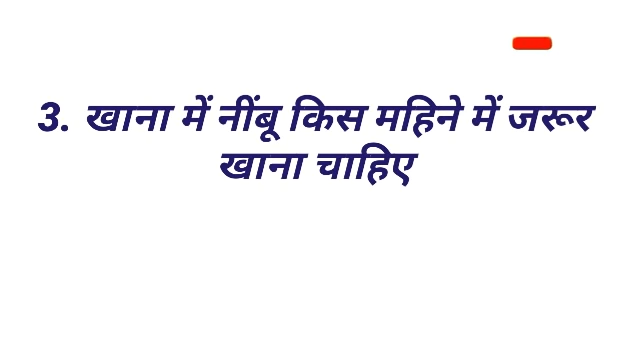 3. खाना में नींबू किस महिने में जरूर
खाना चाहिए